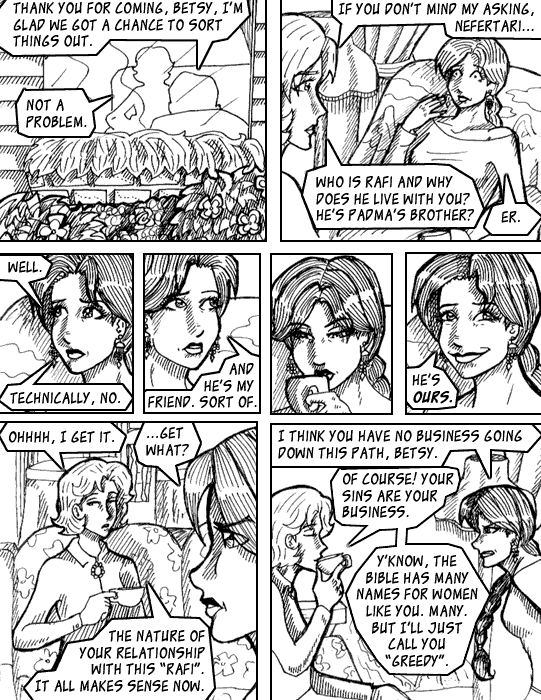 THANK YOU FOR COMING, BETSY, I'M
GLAD WE GOT A CHANCE TO SORT
THINGS OUT.
NOT A
PROBLEM.
IF YOU DON'T MIND MY ASKING,
NEFERTARI...
WHO IS RAFI AND WHY
DOES HE LIVE WITH YOU?
HE'S PADMA'S BROTHER?
ER.
WELL.
TECHNICALLY, NO.
AND
HE'S MY
FRIEND. SORT OF.
HE'S
OURS.
OHHHH, I GET IT.
...GET
WHAT?
THE NATURE OF
YOUR RELATIONSHIP
WITH THIS "RAFI".
IT ALL MAKES SENSE NOW.
I THINK YOU HAVE NO BUSINESS GOING
DOWN THIS PATH, BETSY.
OF COURSE! YOUR
SINS ARE YOUR
BUSINESS.
Y'KNOW, THE
BIBLE HAS MANY
NAMES FOR WOMEN
LIKE YOU. MANY.
BUT I'LL JUST
CALL YOU
"GREEDY".